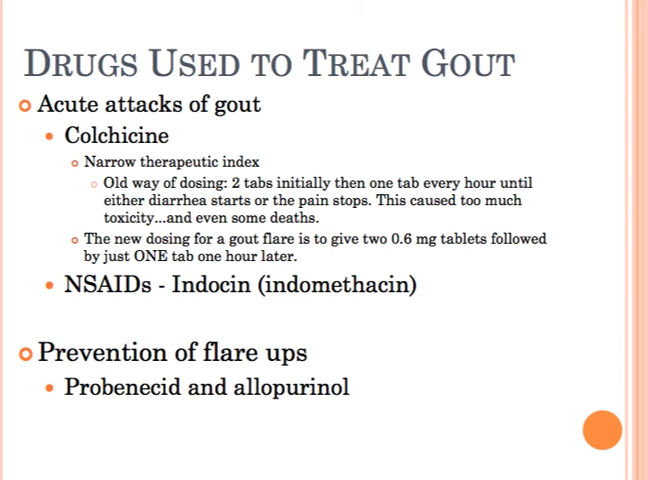 DRUGS USED TO TREAT GOUT
Acute attacks of gout
Colchicine
Narrow therapeutic index
Old way of dosing: 2 tabs initially then one tab every hour until
either diarrhea starts or the pain stops. This caused too much
toxicity...and even some deaths.
The new dosing for a gout flare is to give two 0.6 mg tablets followed
by just ONE tab one hour later.
NSAIDs - Indocin (indomethacin)
Prevention of flare ups
Probenecid and allopurinol